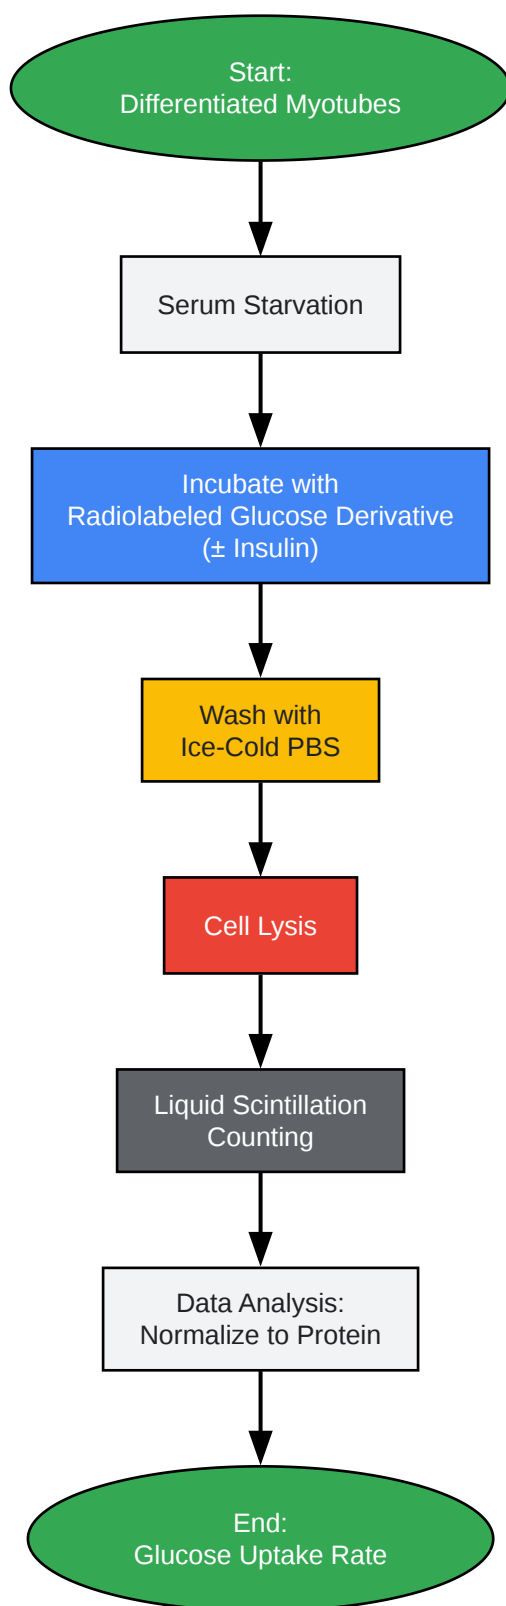 Start:
Differentiated Myotubes
Serum Starvation
Incubate with
Radiolabeled Glucose Derivative
(± Insulin)
Wash with
Ice-Cold PBS
Cell Lysis
Liquid Scintillation
Counting
Data Analysis:
Normalize to Protein
End:
Glucose Uptake Rate